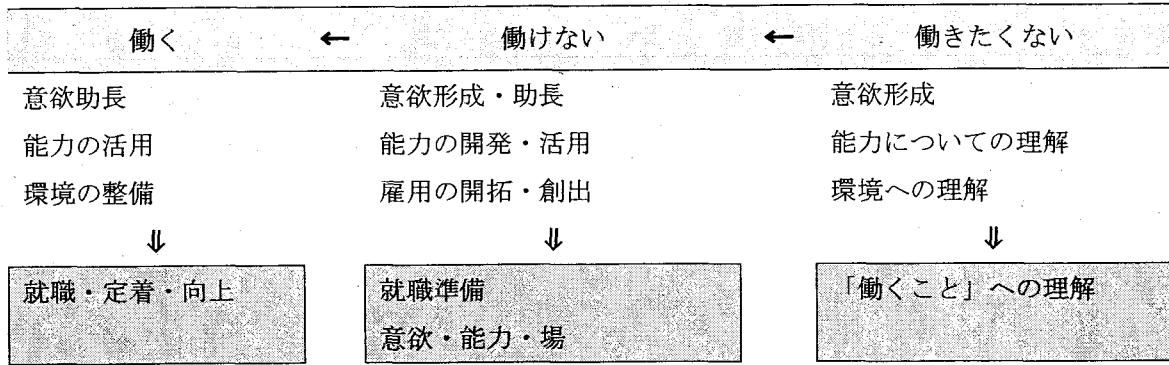 働く ← 働けない ← 働きたくない
意欲助長 意欲形成・助長 意欲形成
能力の活用 能力の開発・活用 能力についての理解
環境の整備 雇用の開拓・創出 環境への理解
⇓ ⇓ ⇓
就職・定着・向上 就職準備 「働くこと」への理解
意欲・能力・場